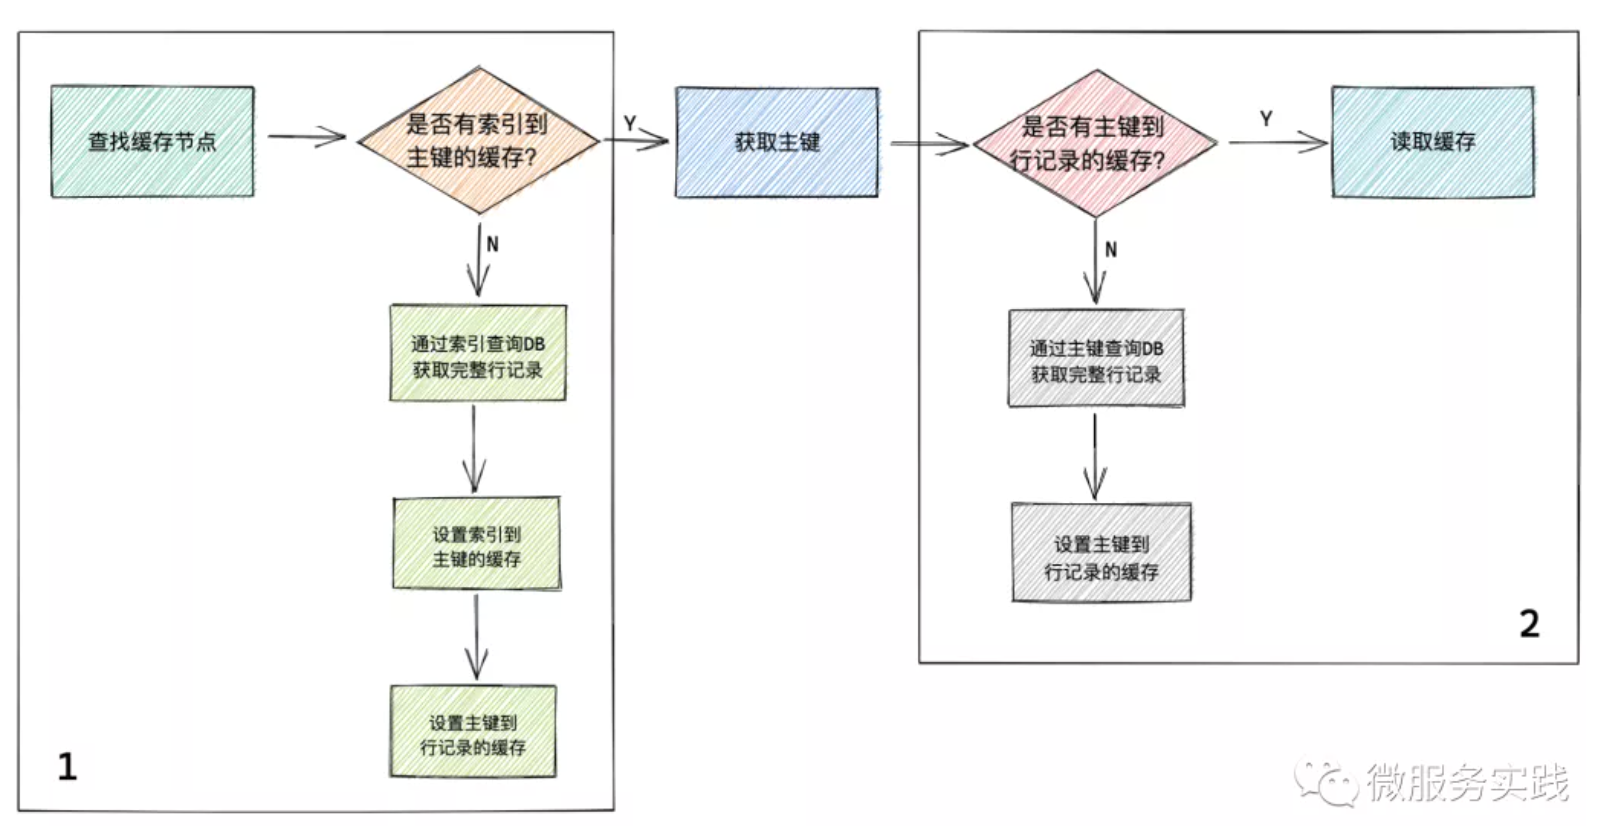 查找缓存节点
是否有索引到
主键的缓存?
Y
获取主键
是否有主键到
行记录的缓存?
Y
读取缓存
N
通过索引查询DB
获取完整行记录
设置索引到
主键的缓存
设置主键到
行记录的缓存
1
N
通过主键查询DB
获取完整行记录
设置主键到
行记录的缓存
2
微服务实践